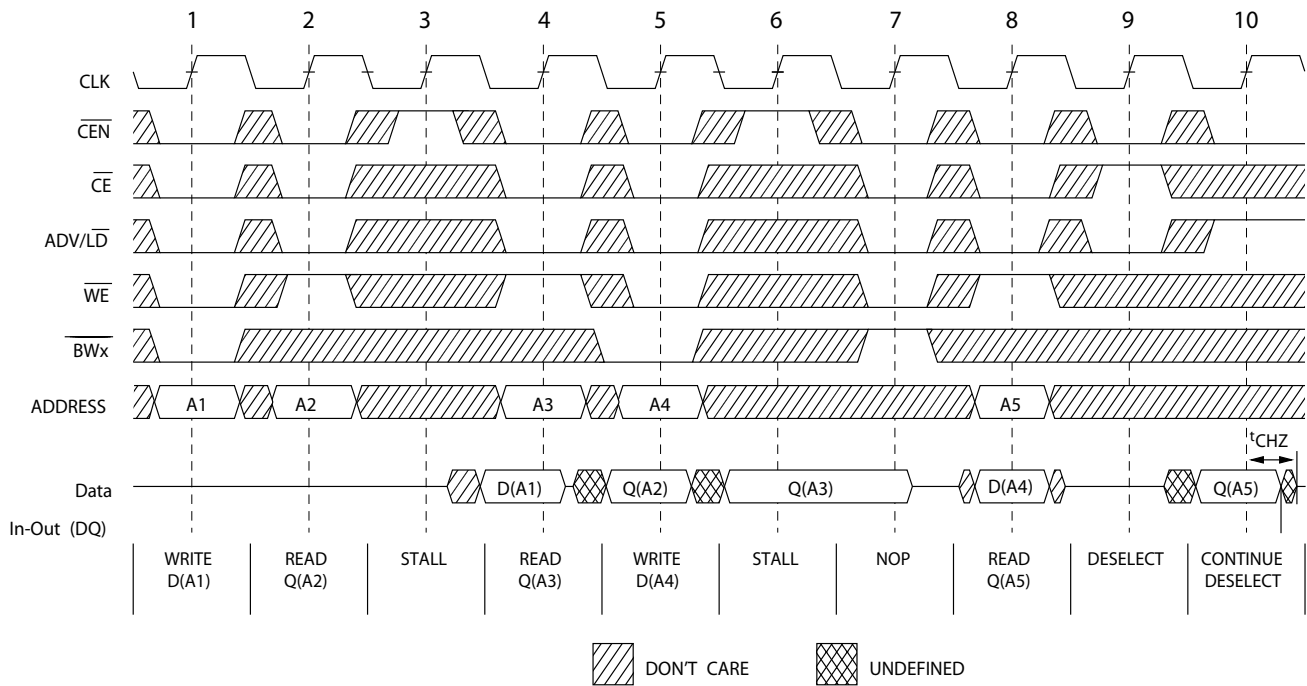 1 2 3 4 5 6 7 8 9 10
CLK
CEN
CE
ADV/LD
WE
BWx
ADDRESS A1 A2 A3 A4 A5
tCHZ
Data D(A1) Q(A2) Q(A3) D(A4) Q(A5)
In-Out (DQ)
WRITE READ STALL READ WRITE STALL NOP READ DESELECT CONTINUE
D(A1) Q(A2) Q(A3) D(A4) Q(A5) DESELECT
DON'T CARE UNDEFINED